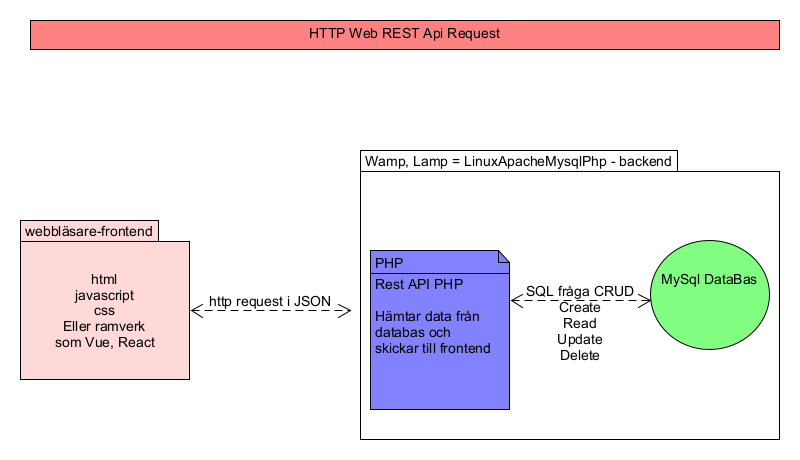 HTTP Web REST Api Request
Wamp, Lamp = LinuxApacheMysqlPhp - backend
webbläsare-frontend
html
javascript
css
Eller ramverk
som Vue, React
http request i JSON
PHP
Rest API PHP
Hämtar data från
databas och
skickar till frontend
SQL fråga CRUD
Create
Read
Update
Delete
MySql DataBas